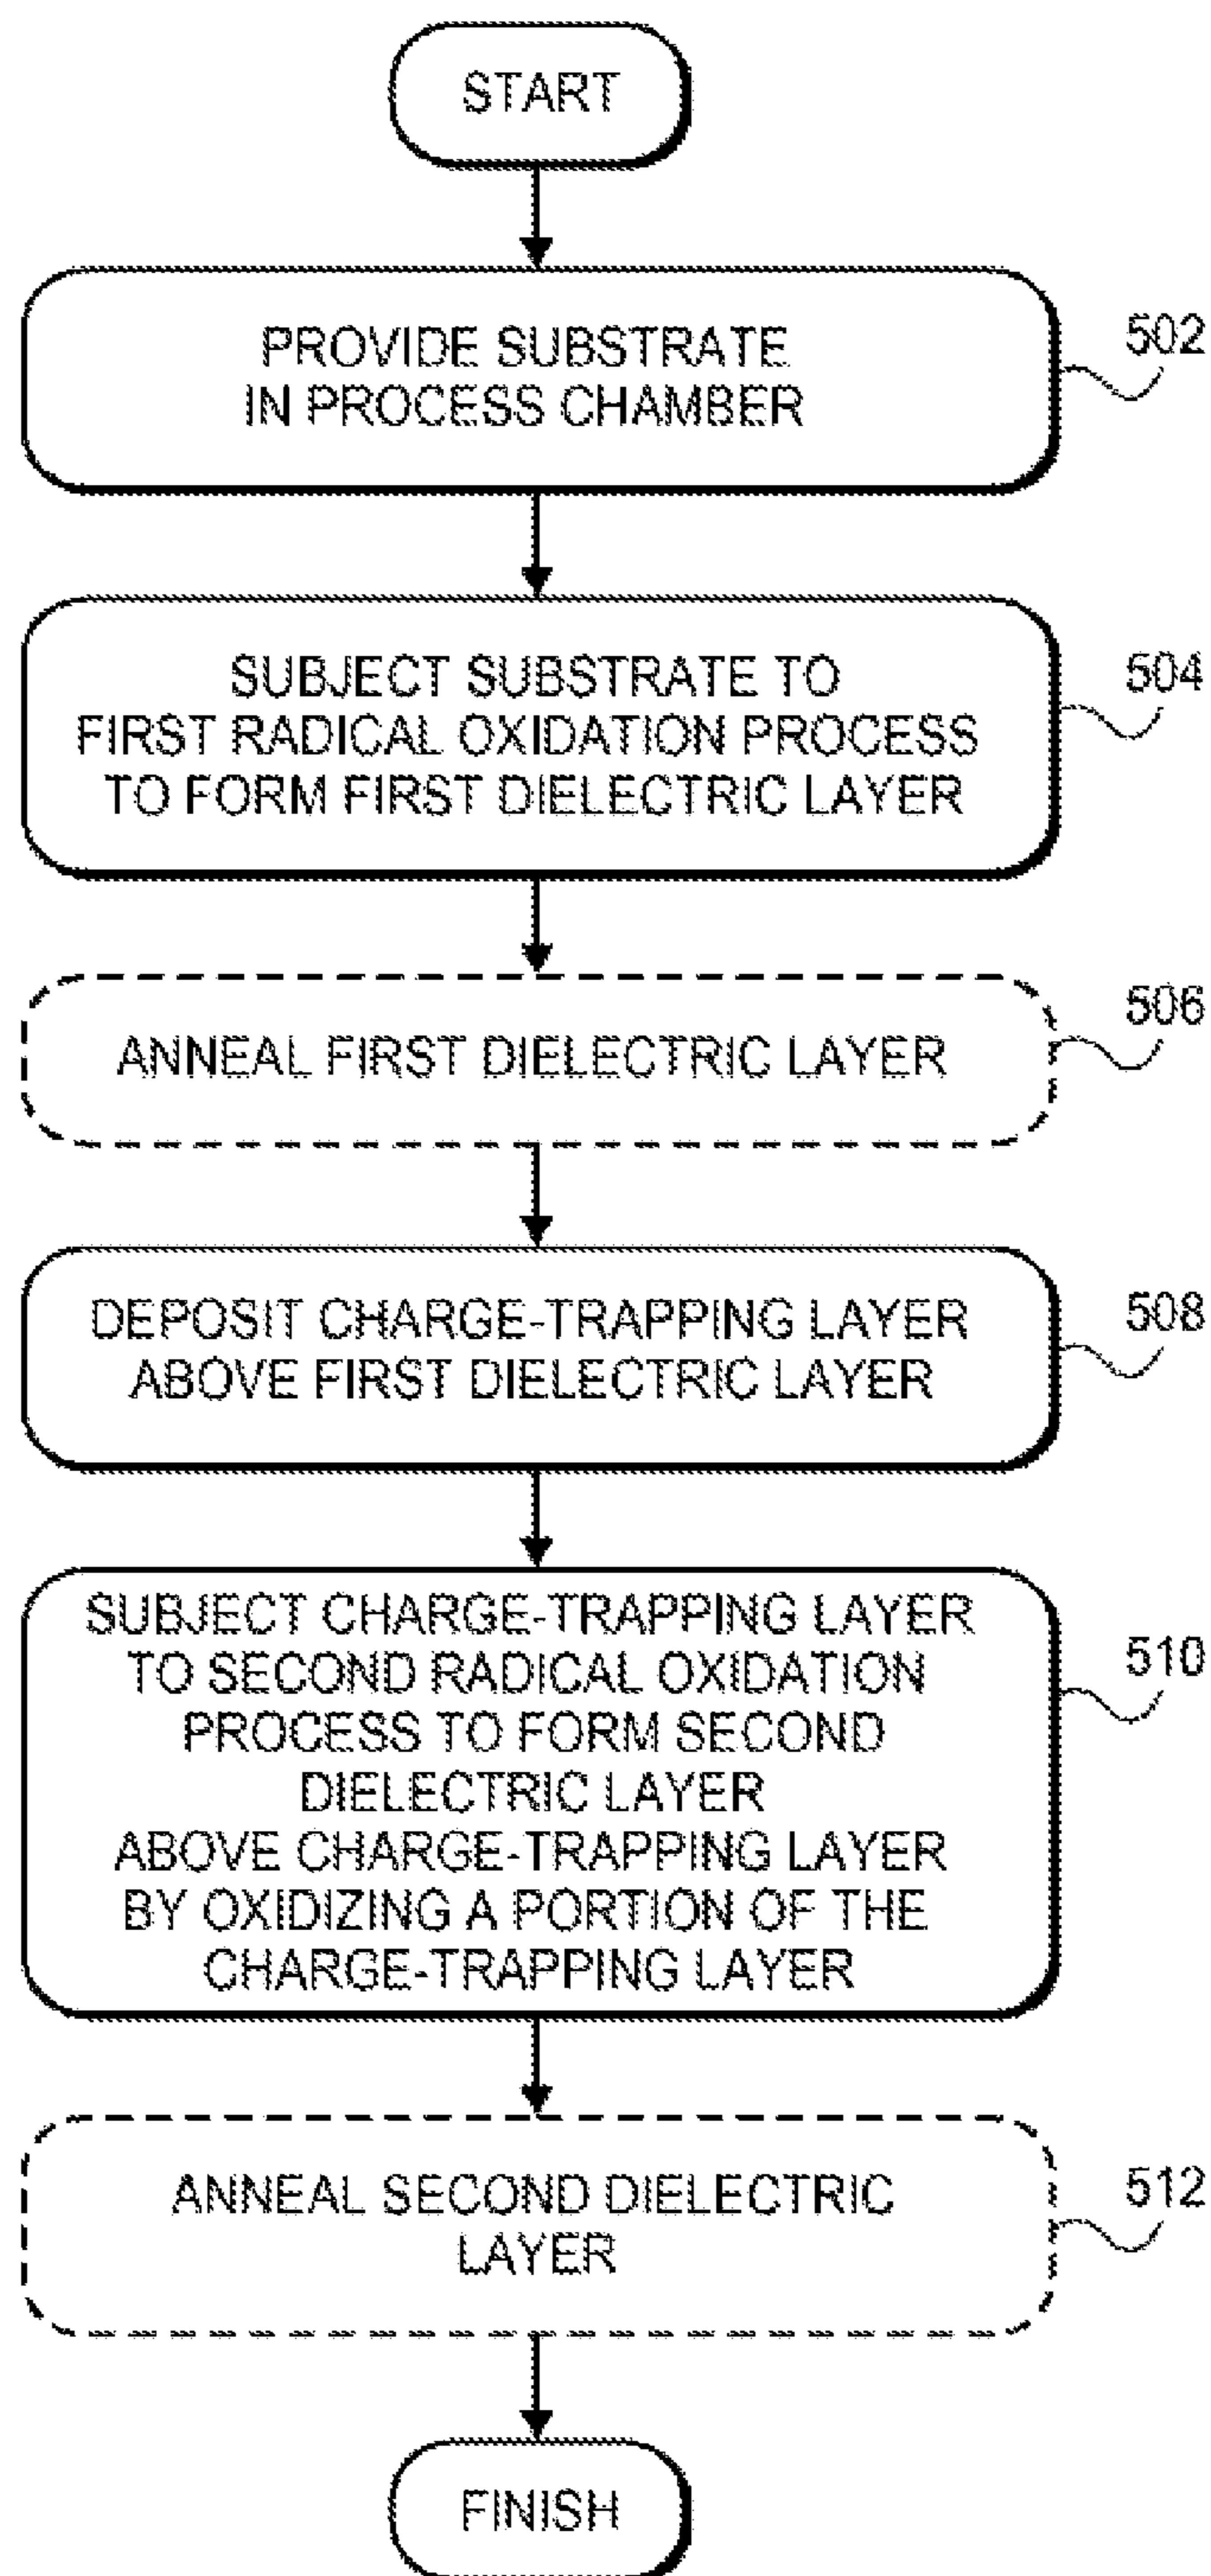 START
PROVIDE SUBSTRATE
IN PROCESS CHAMBER
502
SUBJECT SUBSTRATE TO
FIRST RADICAL OXIDATION PROCESS
TO FORM FIRST DIELECTRIC LAYER
504
ANNEAL FIRST DIELECTRIC LAYER
506
DEPOSIT CHARGE-TRAPPING LAYER
ABOVE FIRST DIELECTRIC LAYER
508
SUBJECT CHARGE-TRAPPING LAYER
TO SECOND RADICAL OXIDATION
PROCESS TO FORM SECOND
DIELECTRIC LAYER
ABOVE CHARGE-TRAPPING LAYER
BY OXIDIZING A PORTION OF THE
CHARGE-TRAPPING LAYER
510
ANNEAL SECOND DIELECTRIC
LAYER
512
FINISH